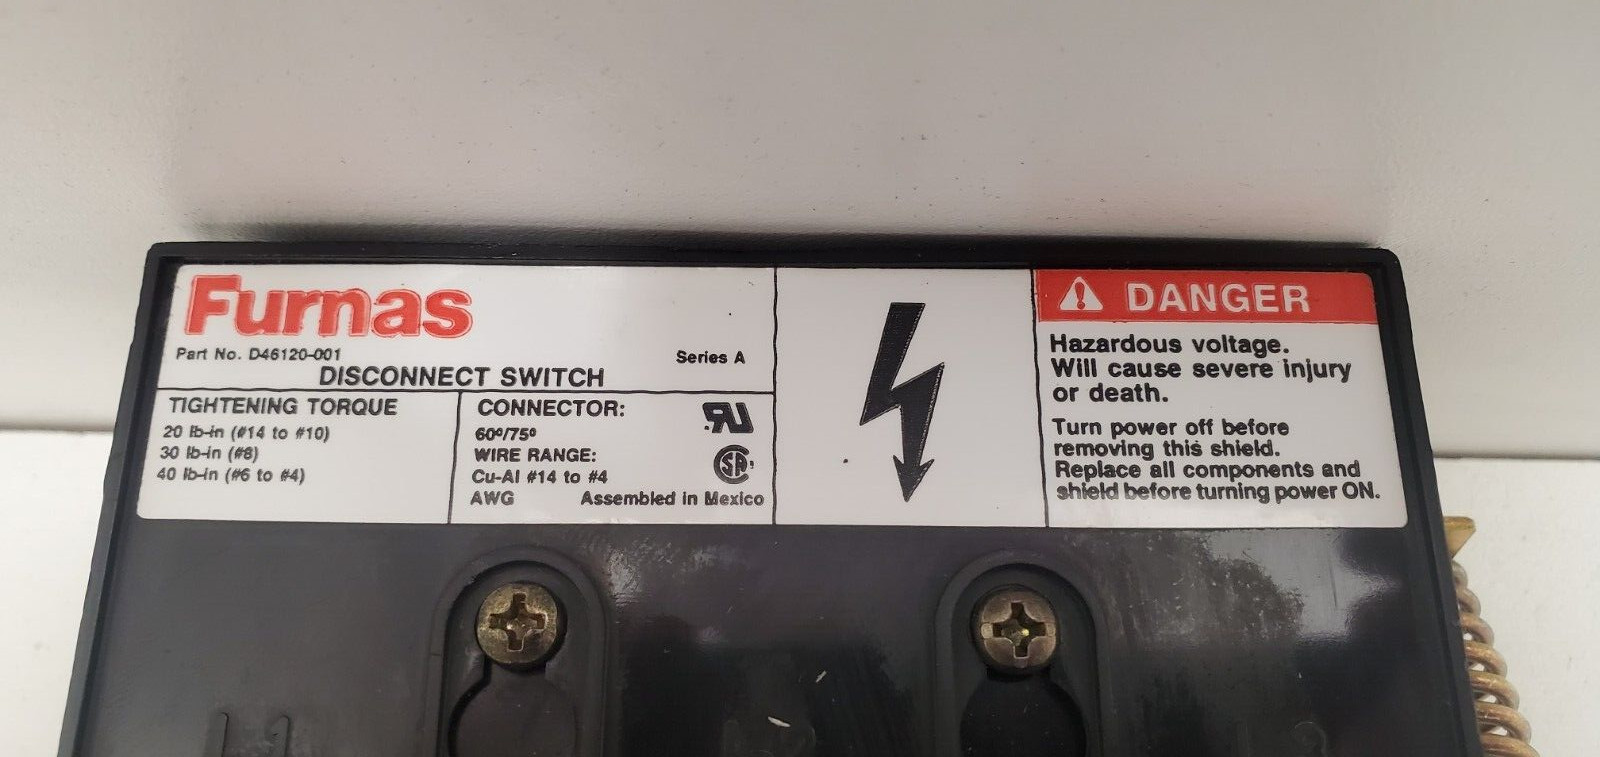 Furnas
Part No. D46120-001
Series A
DISCONNECT SWITCH
TIGHTENING TORQUE
20 lb-in (#14 to #10)
30 lb-in (#8)
40 lb-in (#6 to #4)
CONNECTOR:
60°/75°
WIRE RANGE:
Cu-Al #14 to #4
AWG
Assembled in Mexico
DANGER
Hazardous voltage.
Will cause severe injury
or death.
Turn power off before
removing this shield.
Replace all components and
shield before turning power ON.